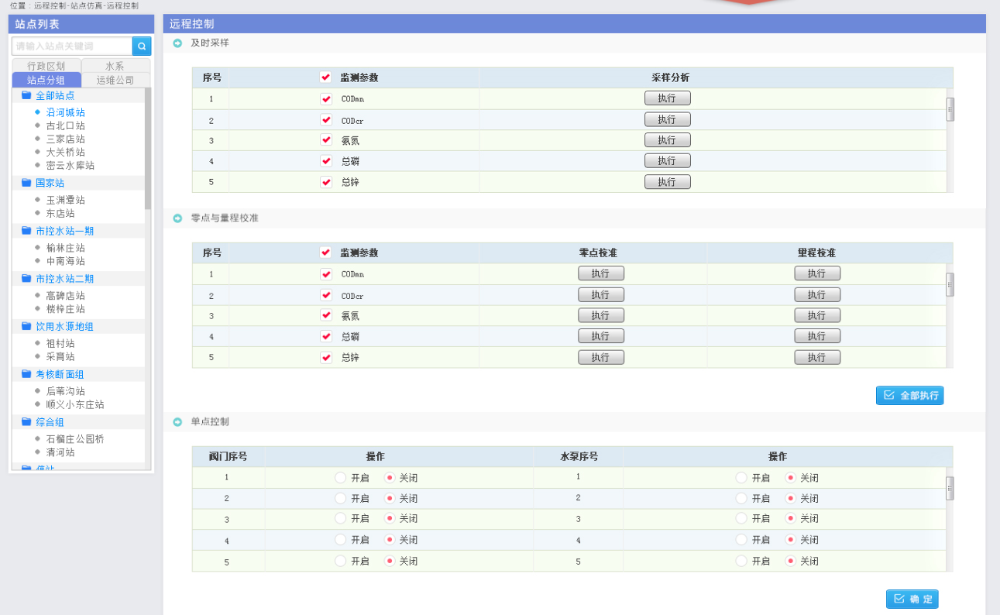 位置：远程控制-站点仿真-远程控制
站点列表
请输入站点关键词
行政区划 水系
站点分组 运维公司
全部站点
沿河城站
古北口站
三家店站
大关桥站
密云水库站
国家站
玉渊潭站
东店站
市控水站一期
榆林庄站
中南海站
市控水站二期
高碑店站
楼梓庄站
饮用水源地组
祖村站
采育站
考核断面组
后苇沟站
顺义小东庄站
综合组
石榴庄公园桥
清河站
远程控制
及时采样
序号 监测参数 采样分析
1 CODmn 执行
2 CODcr 执行
3 氨氮 执行
4 总磷 执行
5 总锌 执行
零点与量程校准
序号 监测参数 零点校准 里程校准
1 CODmn 执行 执行
2 CODcr 执行 执行
3 氨氮 执行 执行
4 总磷 执行 执行
5 总锌 执行 执行
全部执行
单点控制
阀门序号 操作 水泵序号 操作
1 开启 关闭 1 开启 关闭
2 开启 关闭 2 开启 关闭
3 开启 关闭 3 开启 关闭
4 开启 关闭 4 开启 关闭
5 开启 关闭 5 开启 关闭
确 定